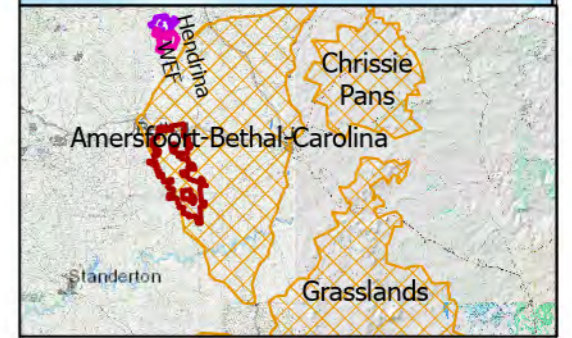 Hendrina
WEF
Chrissie
Pans
Amersfoort-Bethal-Carolina
Standerton
Grasslands